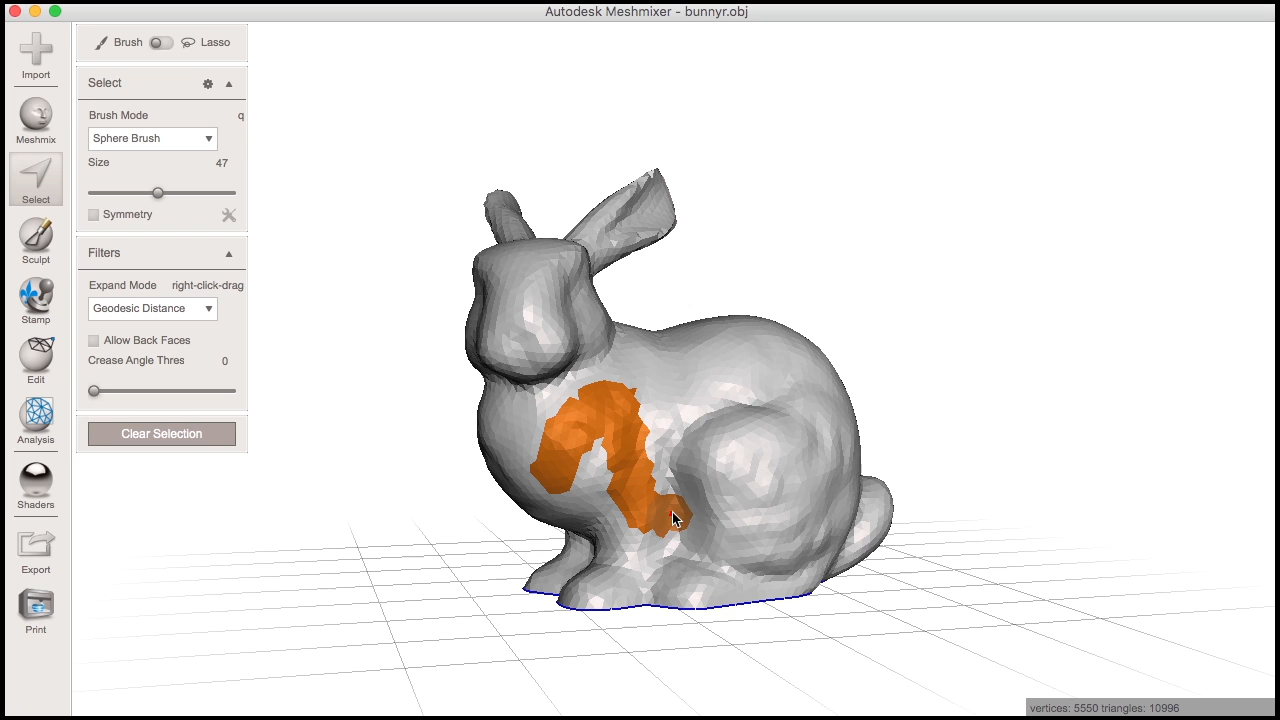 Autodesk Meshmixer - bunnyr.obj
Import
Meshmix
Select
Sculpt
Stamp
Edit
Analysis
Shaders
Export
Print
Brush Lasso
Select
Brush Mode q
Sphere Brush
Size 47
Symmetry
Filters
Expand Mode right-click-drag
Geodesic Distance
Allow Back Faces
Crease Angle Thres 0
Clear Selection
vertices: 5550 triangles: 10996